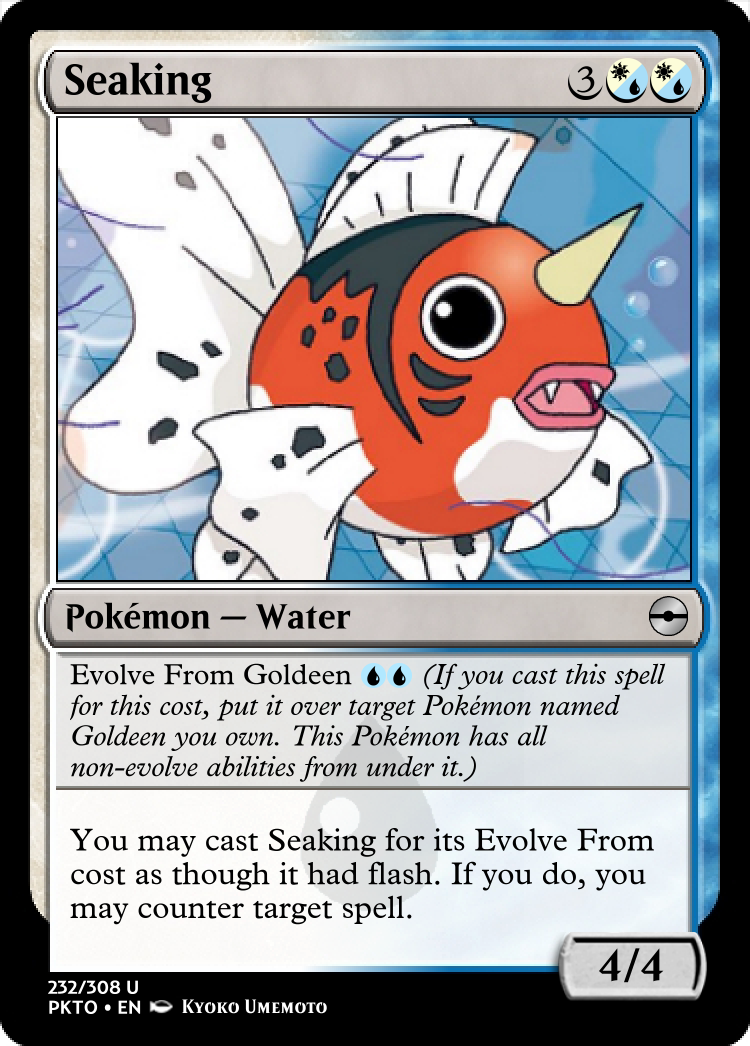 Seaking 3
Pokémon — Water
Evolve From Goldeen (If you cast this spell
for this cost, put it over target Pokémon named
Goldeen you own. This Pokémon has all
non-evolve abilities from under it.)
You may cast Seaking for its Evolve From
cost as though it had flash. If you do, you
may counter target spell.
4/4
232/308 U
PKTO • EN Kyoko Umemoto